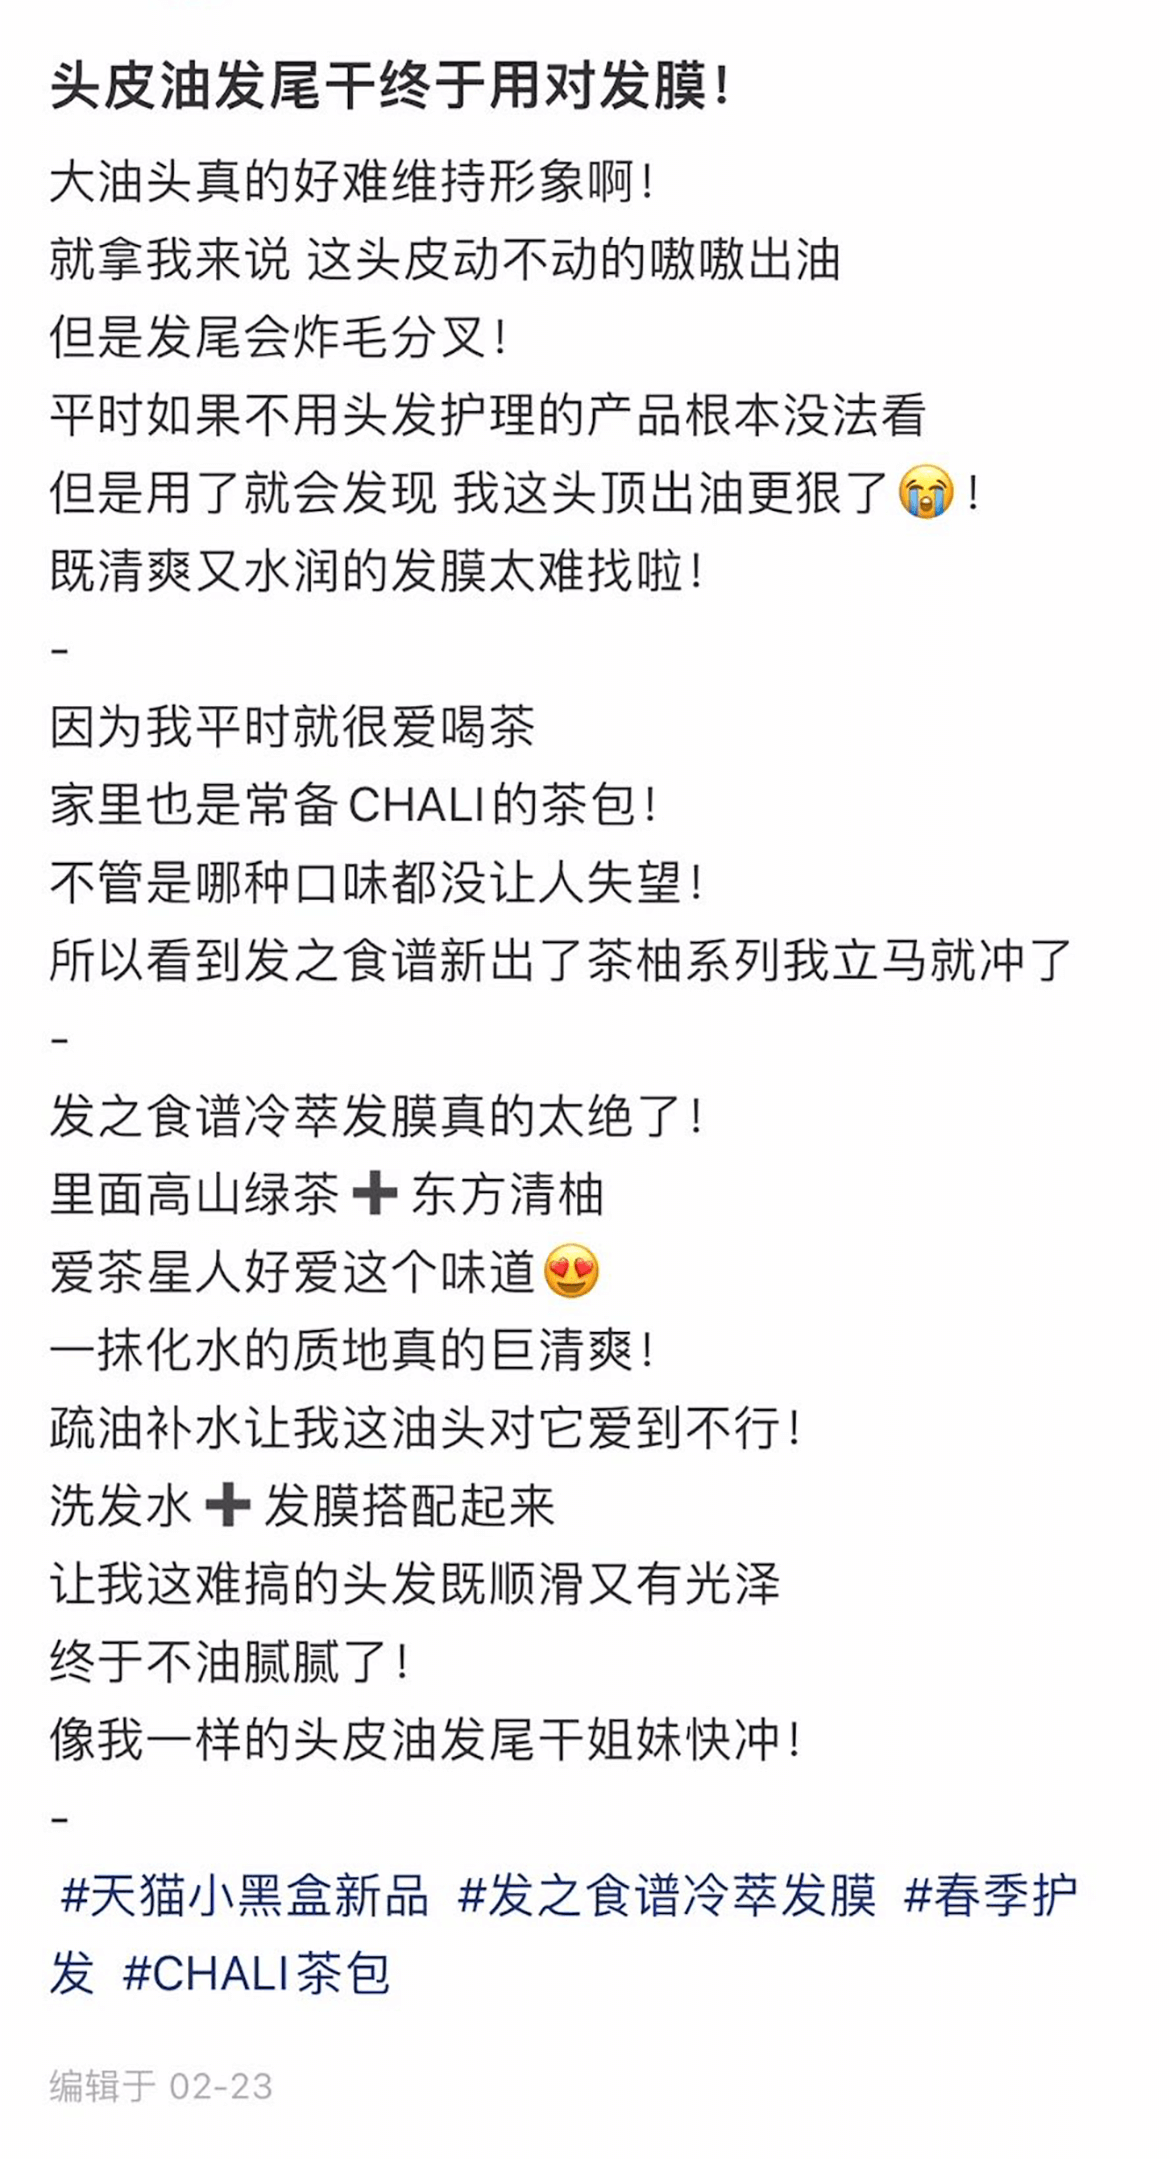 头皮油发尾干终于用对发膜！
大油头真的好难维持形象啊！
就拿我来说 这头皮动不动的嗷嗷出油
但是发尾会炸毛分叉！
平时如果不用头发护理的产品根本没法看
但是用了就会发现 我这头顶出油更狠了😭！
既清爽又水润的发膜太难找啦！
-
因为我平时就很爱喝茶
家里也是常备CHALI的茶包！
不管是哪种口味都没让人失望！
所以看到发之食谱新出了茶柚系列我立马就冲了
-
发之食谱冷萃发膜真的太绝了！
里面高山绿茶➕东方清柚
爱茶星人好爱这个味道😍
一抹化水的质地真的巨清爽！
疏油补水让我这油头对它爱到不行！
洗发水➕发膜搭配起来
让我这难搞的头发既顺滑又有光泽
终于不油腻腻了！
像我一样的头皮油发尾干姐妹快冲！
-
#天猫小黑盒新品 #发之食谱冷萃发膜 #春季护
发 #CHALI茶包
编辑于 02-23